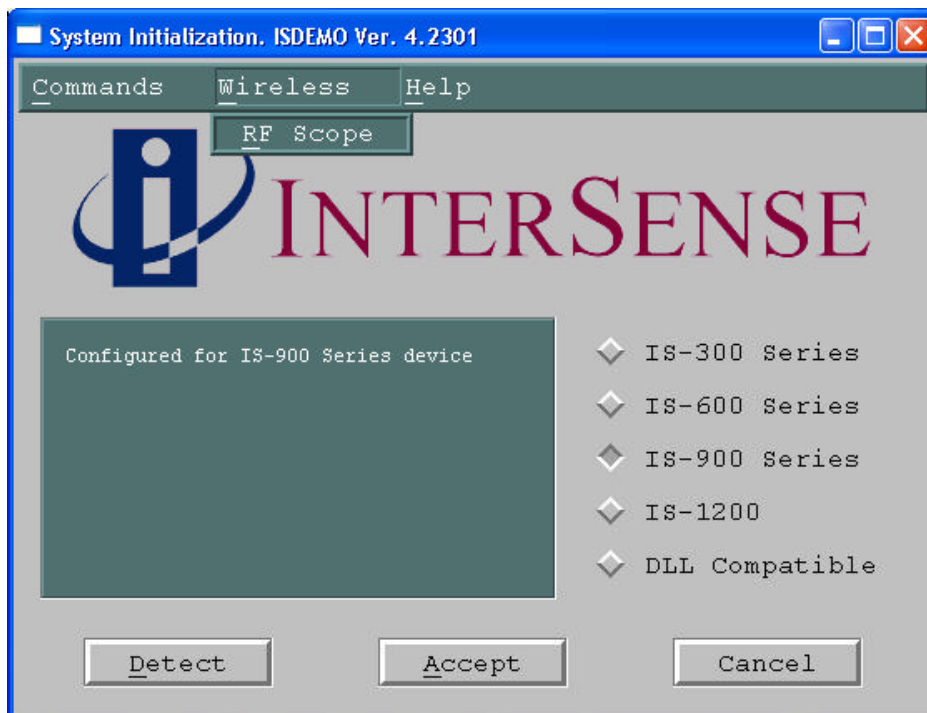 System Initialization. ISDEMO Ver. 4.2301
Commands Wireless Help
RF Scope
INTERSENSE
Configured for IS-900 Series device
IS-300 Series
IS-600 Series
IS-900 Series
IS-1200
DLL Compatible
Detect Accept Cancel